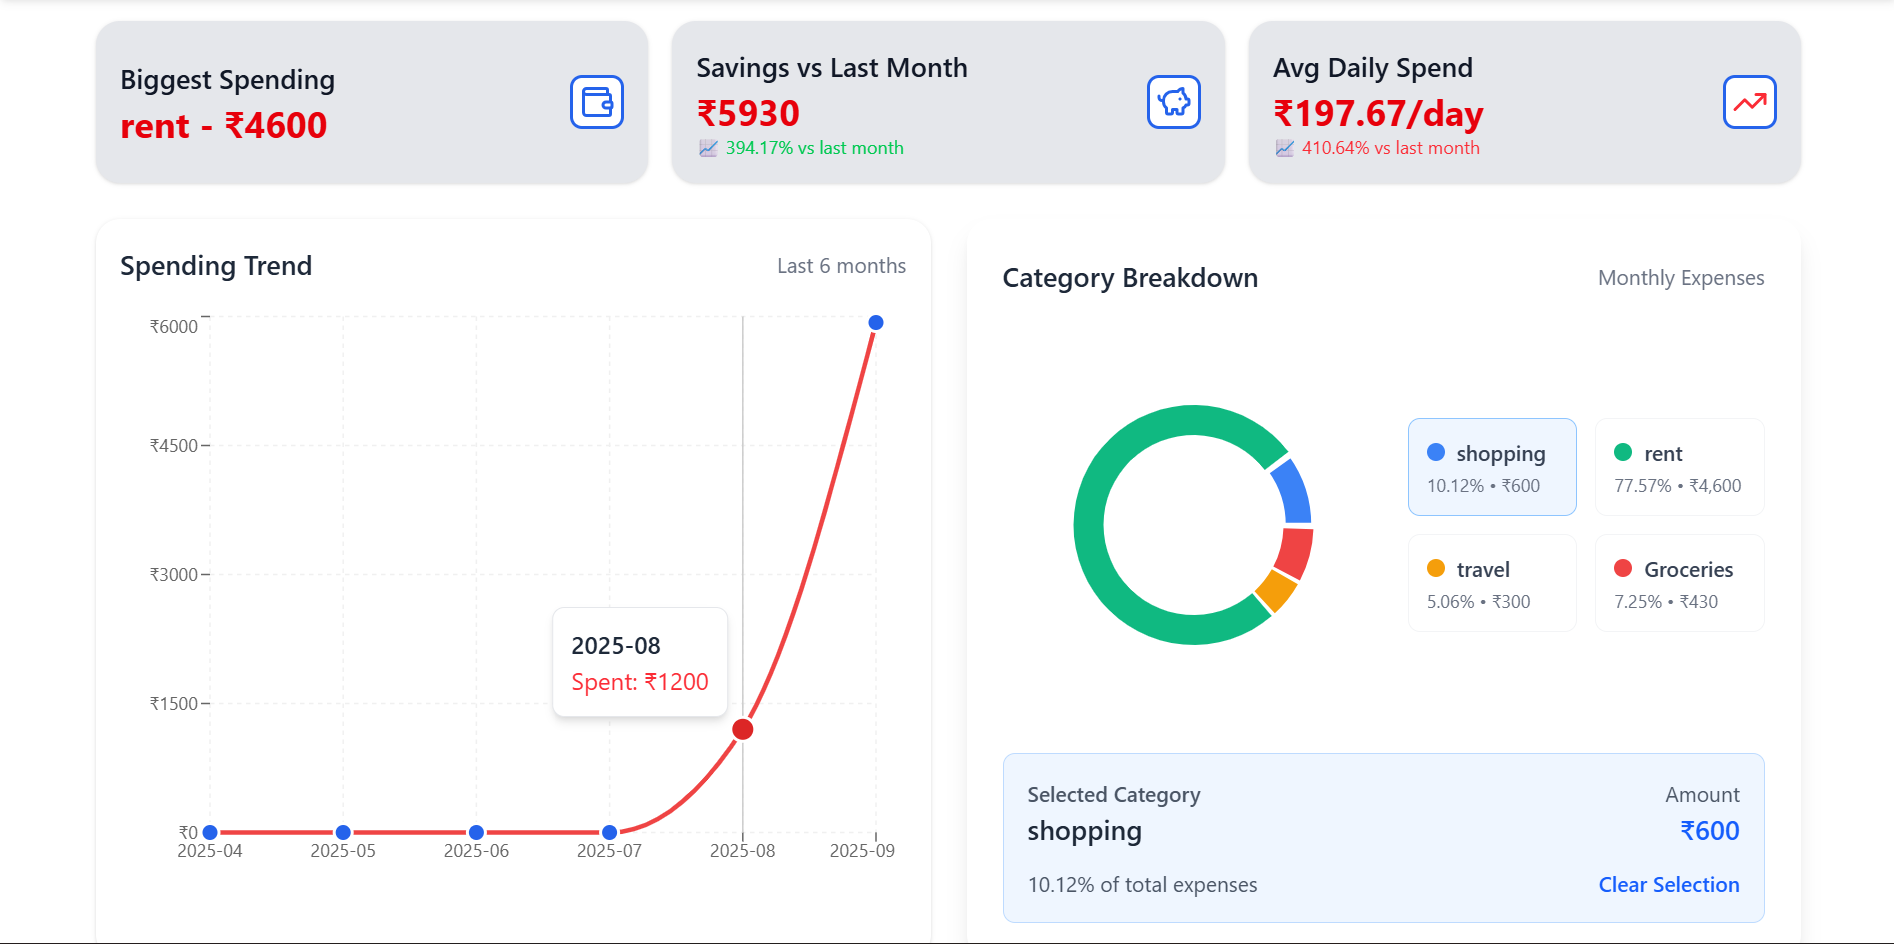 Biggest Spending
rent - ₹4600
Savings vs Last Month
₹5930
394.17% vs last month
Avg Daily Spend
₹197.67/day
410.64% vs last month
Spending Trend
Last 6 months
₹6000
₹4500
₹3000
₹1500
₹0
2025-08
Spent: ₹1200
2025-04
2025-05
2025-06
2025-07
2025-08
2025-09
Category Breakdown
Monthly Expenses
shopping
10.12% • ₹600
rent
77.57% • ₹4,600
travel
5.06% • ₹300
Groceries
7.25% • ₹430
Selected Category
Amount
shopping
₹600
10.12% of total expenses
Clear Selection